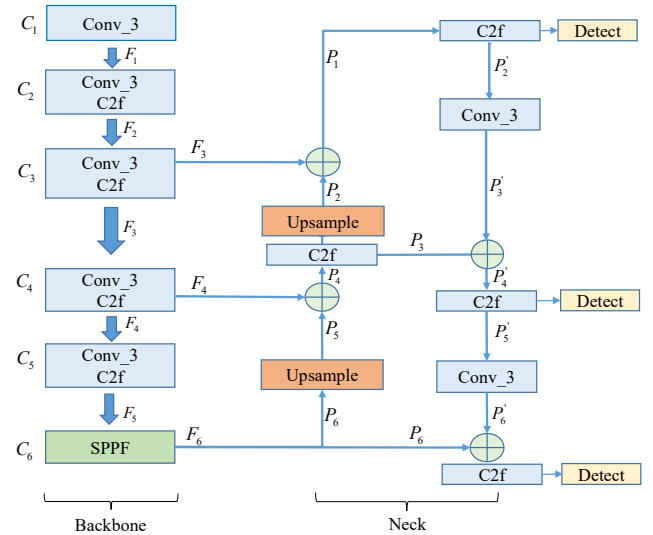 C₁
Conv_3
F₁
C₂
Conv_3
C2f
F₂
C₃
Conv_3
C2f
F₃
F₃
C₄
Conv_3
C2f
F₄
F₄
C₅
Conv_3
C2f
F₅
C₆
SPPF
F₆
Backbone
P₁
P₂
Upsample
C2f
P₃
P₄
P₅
Upsample
P₆
P₆
C2f
Detect
P₂'
Conv_3
P₃'
P₄'
C2f
Detect
P₅'
Conv_3
P₆'
C2f
Detect
Neck